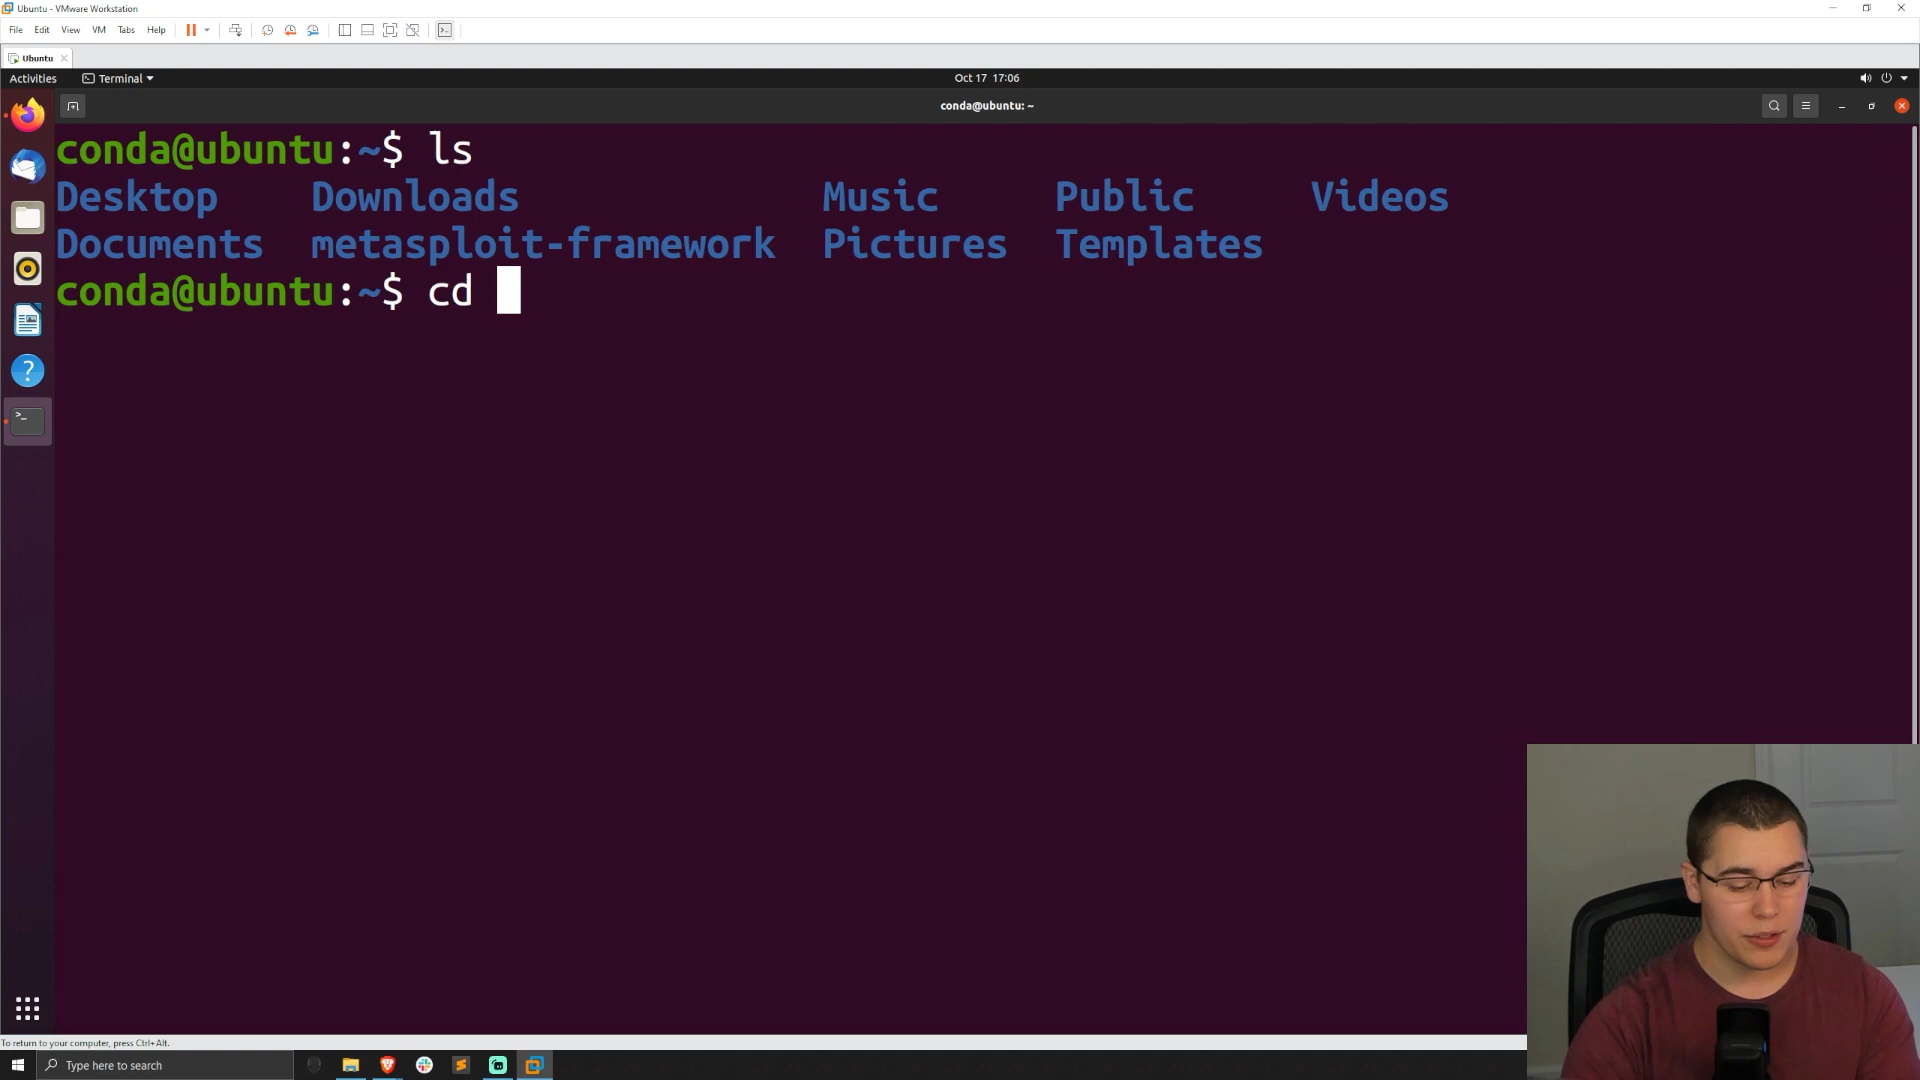 Ubuntu - VMware Workstation
File Edit View VM Tabs Help
Ubuntu
Activities Terminal Oct 17 17:06
conda@ubuntu: ~
conda@ubuntu:~$ ls
Desktop Downloads Music Public Videos
Documents metasploit-framework Pictures Templates
conda@ubuntu:~$ cd
To return to your computer, press Ctrl+Alt.
Type here to search